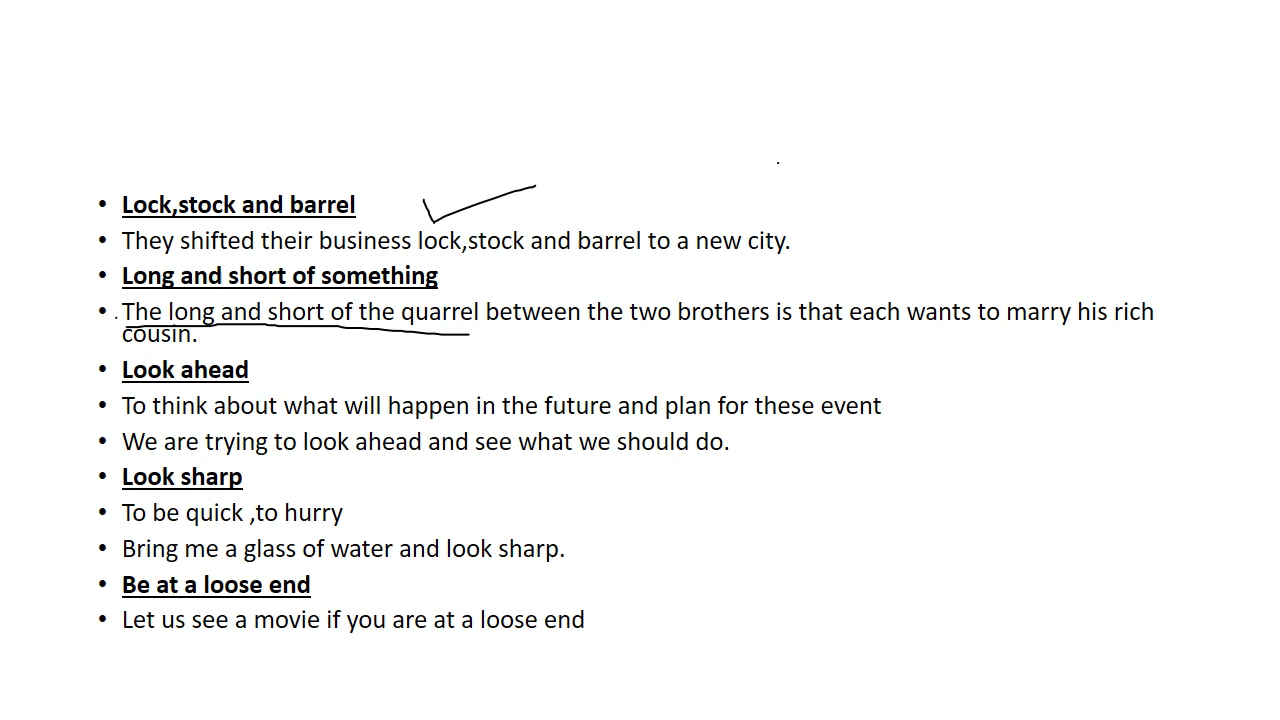 • Lock,stock and barrel
• They shifted their business lock,stock and barrel to a new city.
• Long and short of something
• The long and short of the quarrel between the two brothers is that each wants to marry his rich
cousin.
• Look ahead
• To think about what will happen in the future and plan for these event
• We are trying to look ahead and see what we should do.
• Look sharp
• To be quick ,to hurry
• Bring me a glass of water and look sharp.
• Be at a loose end
• Let us see a movie if you are at a loose end